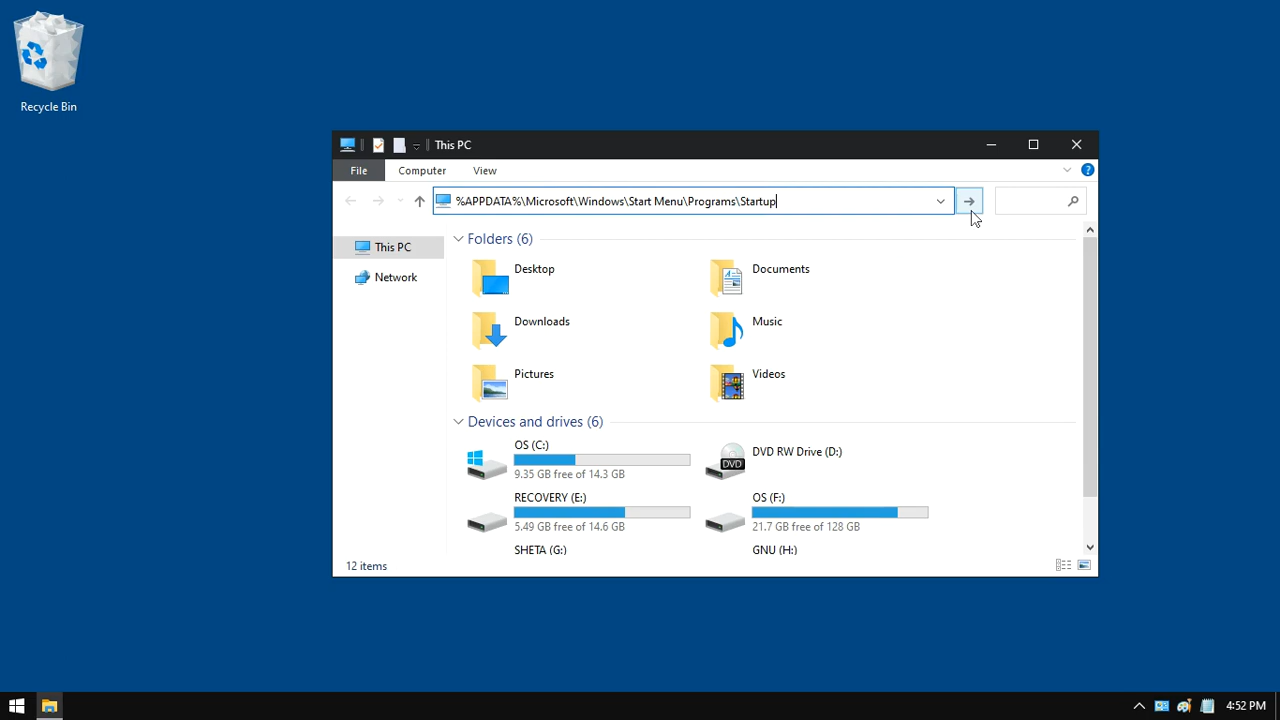 Recycle Bin
This PC
File
Computer
View
%APPDATA%\Microsoft\Windows\Start Menu\Programs\Startup
This PC
Network
Folders (6)
Desktop
Documents
Downloads
Music
Pictures
Videos
Devices and drives (6)
OS (C:)
9.35 GB free of 14.3 GB
DVD RW Drive (D:)
DVD
RECOVERY (E:)
5.49 GB free of 14.6 GB
OS (F:)
21.7 GB free of 128 GB
SHETA (G:)
GNU (H:)
12 items
4:52 PM